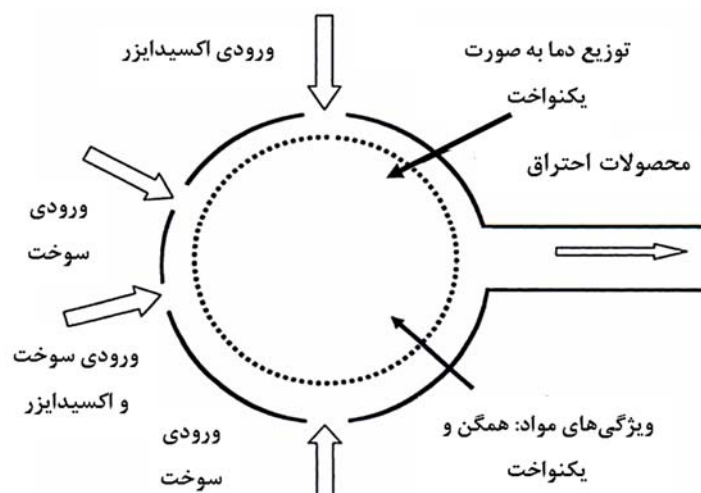 ورودی اکسیدایزر
توزیع دما به صورت
یکنواخت
محصولات احتراق
ورودی
سوخت
ورودی سوخت
و اکسیدایزر
ورودی
سوخت
ویژگی‌های مواد: همگن و
یکنواخت